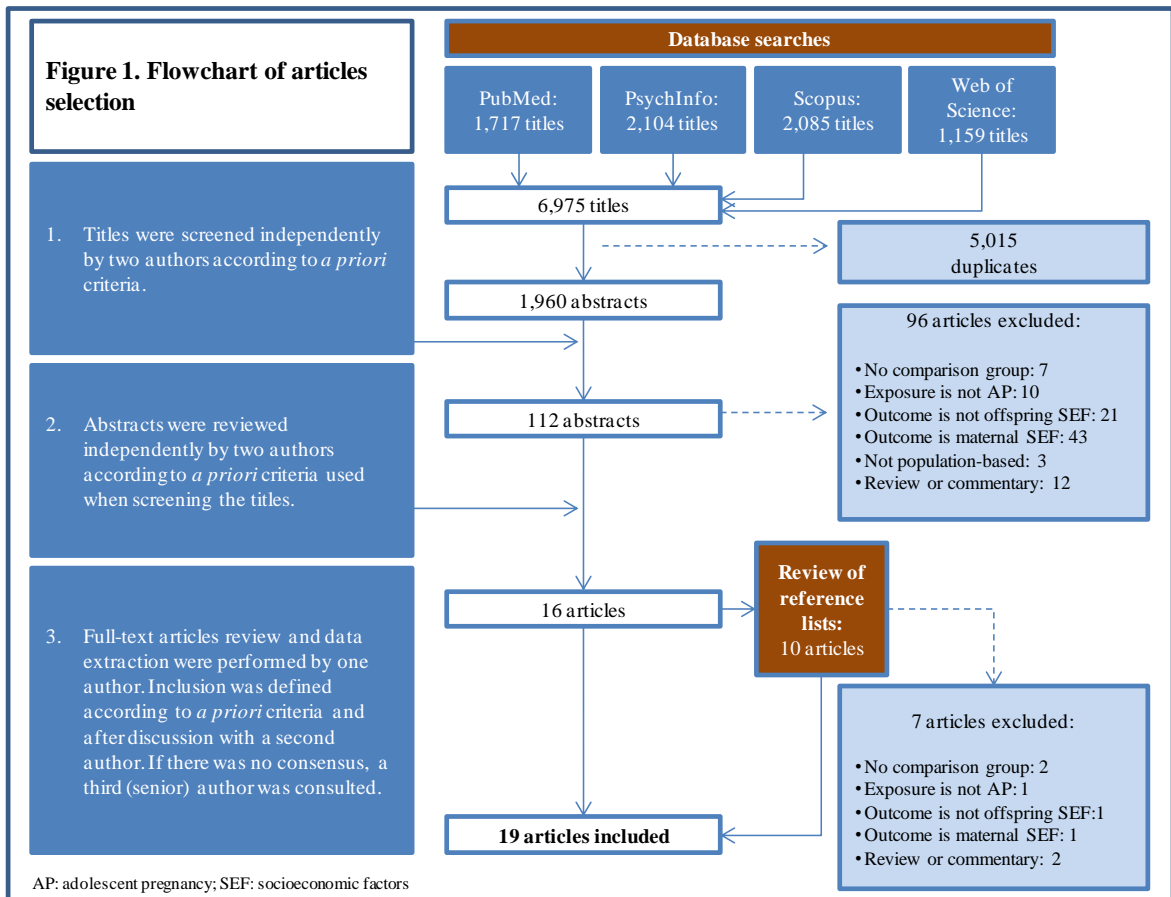 Figure 1. Flowchart of articles
selection
Database searches
PubMed:
1,717 titles
PsychInfo:
2,104 titles
Scopus:
2,085 titles
Web of
Science:
1,159 titles
6,975 titles
5,015
duplicates
1. Titles were screened independently
by two authors according to a priori
criteria.
1,960 abstracts
96 articles excluded:
• No comparison group: 7
• Exposure is not AP: 10
• Outcome is not offspring SEF: 21
• Outcome is maternal SEF: 43
• Not population-based: 3
• Review or commentary: 12
2. Abstracts were reviewed
independently by two authors
according to a priori criteria used
when screening the titles.
112 abstracts
16 articles
Review of
reference
lists:
10 articles
3. Full-text articles review and data
extraction were performed by one
author. Inclusion was defined
according to a priori criteria and
after discussion with a second
author. If there was no consensus, a
third (senior) author was consulted.
7 articles excluded:
• No comparison group: 2
• Exposure is not AP: 1
• Outcome is not offspring SEF:1
• Outcome is maternal SEF: 1
• Review or commentary: 2
19 articles included
AP: adolescent pregnancy; SEF: socioeconomic factors